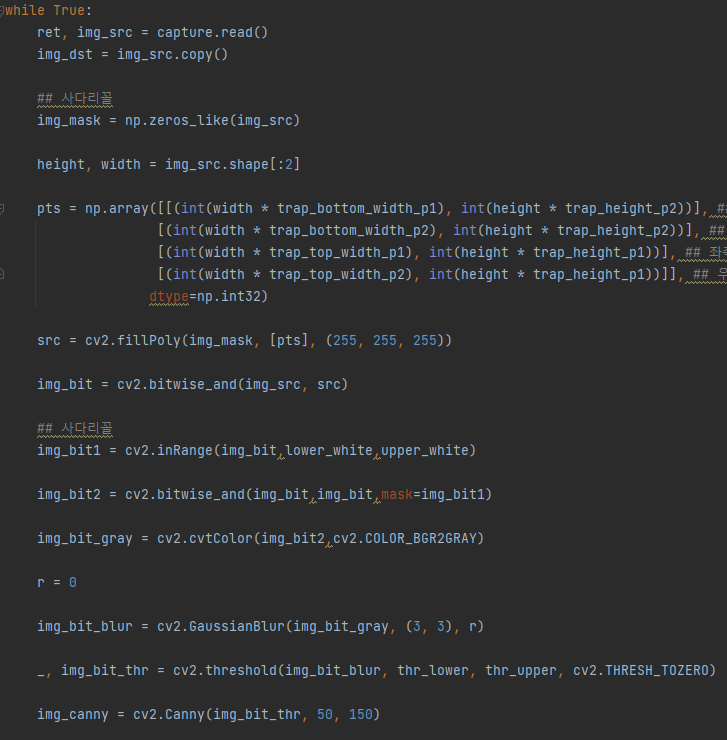 while True:
    ret, img_src = capture.read()
    img_dst = img_src.copy()
    ## 사다리꼴
    img_mask = np.zeros_like(img_src)
    height, width = img_src.shape[:2]
    pts = np.array([[(int(width * trap_bottom_width_p1), int(height * trap_height_p2))], ##
                    [(int(width * trap_bottom_width_p2), int(height * trap_height_p2))], ##
                    [(int(width * trap_top_width_p1), int(height * trap_height_p1))], ## 좌측
                    [(int(width * trap_top_width_p2), int(height * trap_height_p1))]], ## 우
                   dtype=np.int32)
    src = cv2.fillPoly(img_mask, [pts], (255, 255, 255))
    img_bit = cv2.bitwise_and(img_src, src)
    ## 사다리꼴
    img_bit1 = cv2.inRange(img_bit,lower_white,upper_white)
    img_bit2 = cv2.bitwise_and(img_bit,img_bit,mask=img_bit1)
    img_bit_gray = cv2.cvtColor(img_bit2,cv2.COLOR_BGR2GRAY)
    r = 0
    img_bit_blur = cv2.GaussianBlur(img_bit_gray, (3, 3), r)
    _, img_bit_thr = cv2.threshold(img_bit_blur, thr_lower, thr_upper, cv2.THRESH_TOZERO)
    img_canny = cv2.Canny(img_bit_thr, 50, 150)